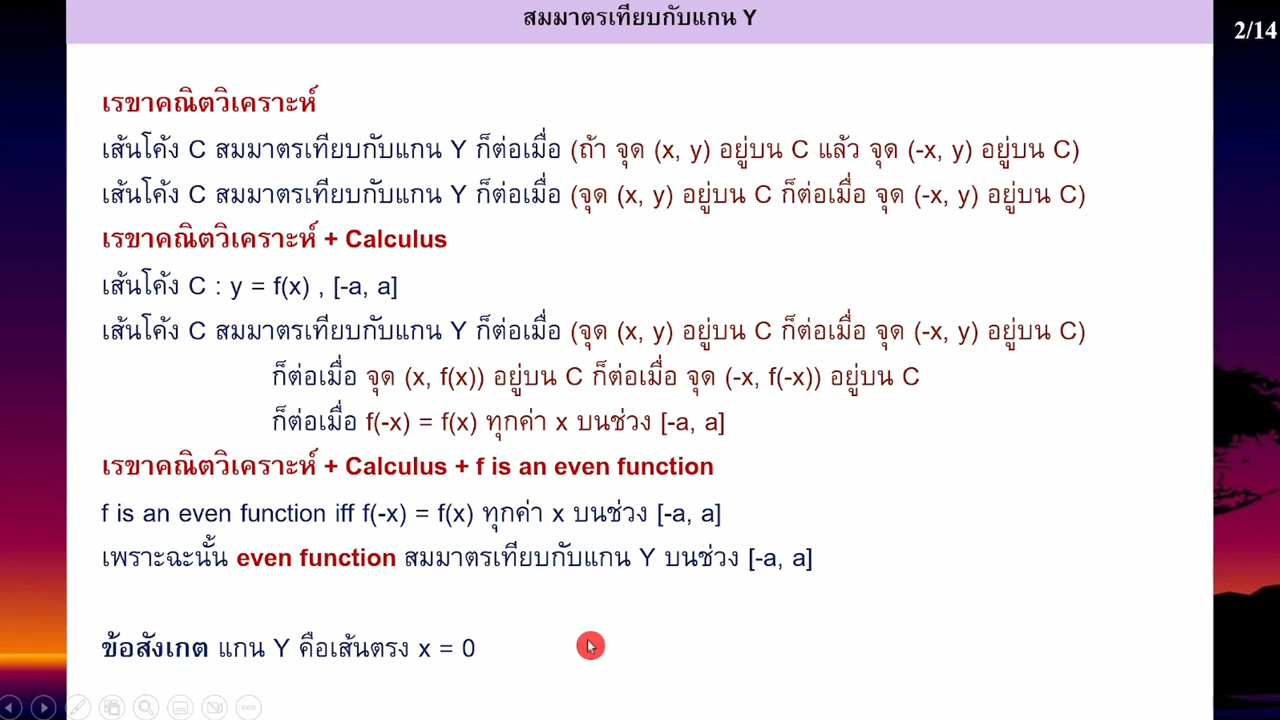 สมมาตรเทียบกับแกน Y
2/14
เรขาคณิตวิเคราะห์
เส้นโค้ง C สมมาตรเทียบกับแกน Y ก็ต่อเมื่อ (ถ้า จุด (x, y) อยู่บน C แล้ว จุด (-x, y) อยู่บน C)
เส้นโค้ง C สมมาตรเทียบกับแกน Y ก็ต่อเมื่อ (จุด (x, y) อยู่บน C ก็ต่อเมื่อ จุด (-x, y) อยู่บน C)
เรขาคณิตวิเคราะห์ + Calculus
เส้นโค้ง C : y = f(x) , [-a, a]
เส้นโค้ง C สมมาตรเทียบกับแกน Y ก็ต่อเมื่อ (จุด (x, y) อยู่บน C ก็ต่อเมื่อ จุด (-x, y) อยู่บน C)
ก็ต่อเมื่อ จุด (x, f(x)) อยู่บน C ก็ต่อเมื่อ จุด (-x, f(-x)) อยู่บน C
ก็ต่อเมื่อ f(-x) = f(x) ทุกค่า x บนช่วง [-a, a]
เรขาคณิตวิเคราะห์ + Calculus + f is an even function
f is an even function iff f(-x) = f(x) ทุกค่า x บนช่วง [-a, a]
เพราะฉะนั้น even function สมมาตรเทียบกับแกน Y บนช่วง [-a, a]
ข้อสังเกต แกน Y คือเส้นตรง x = 0